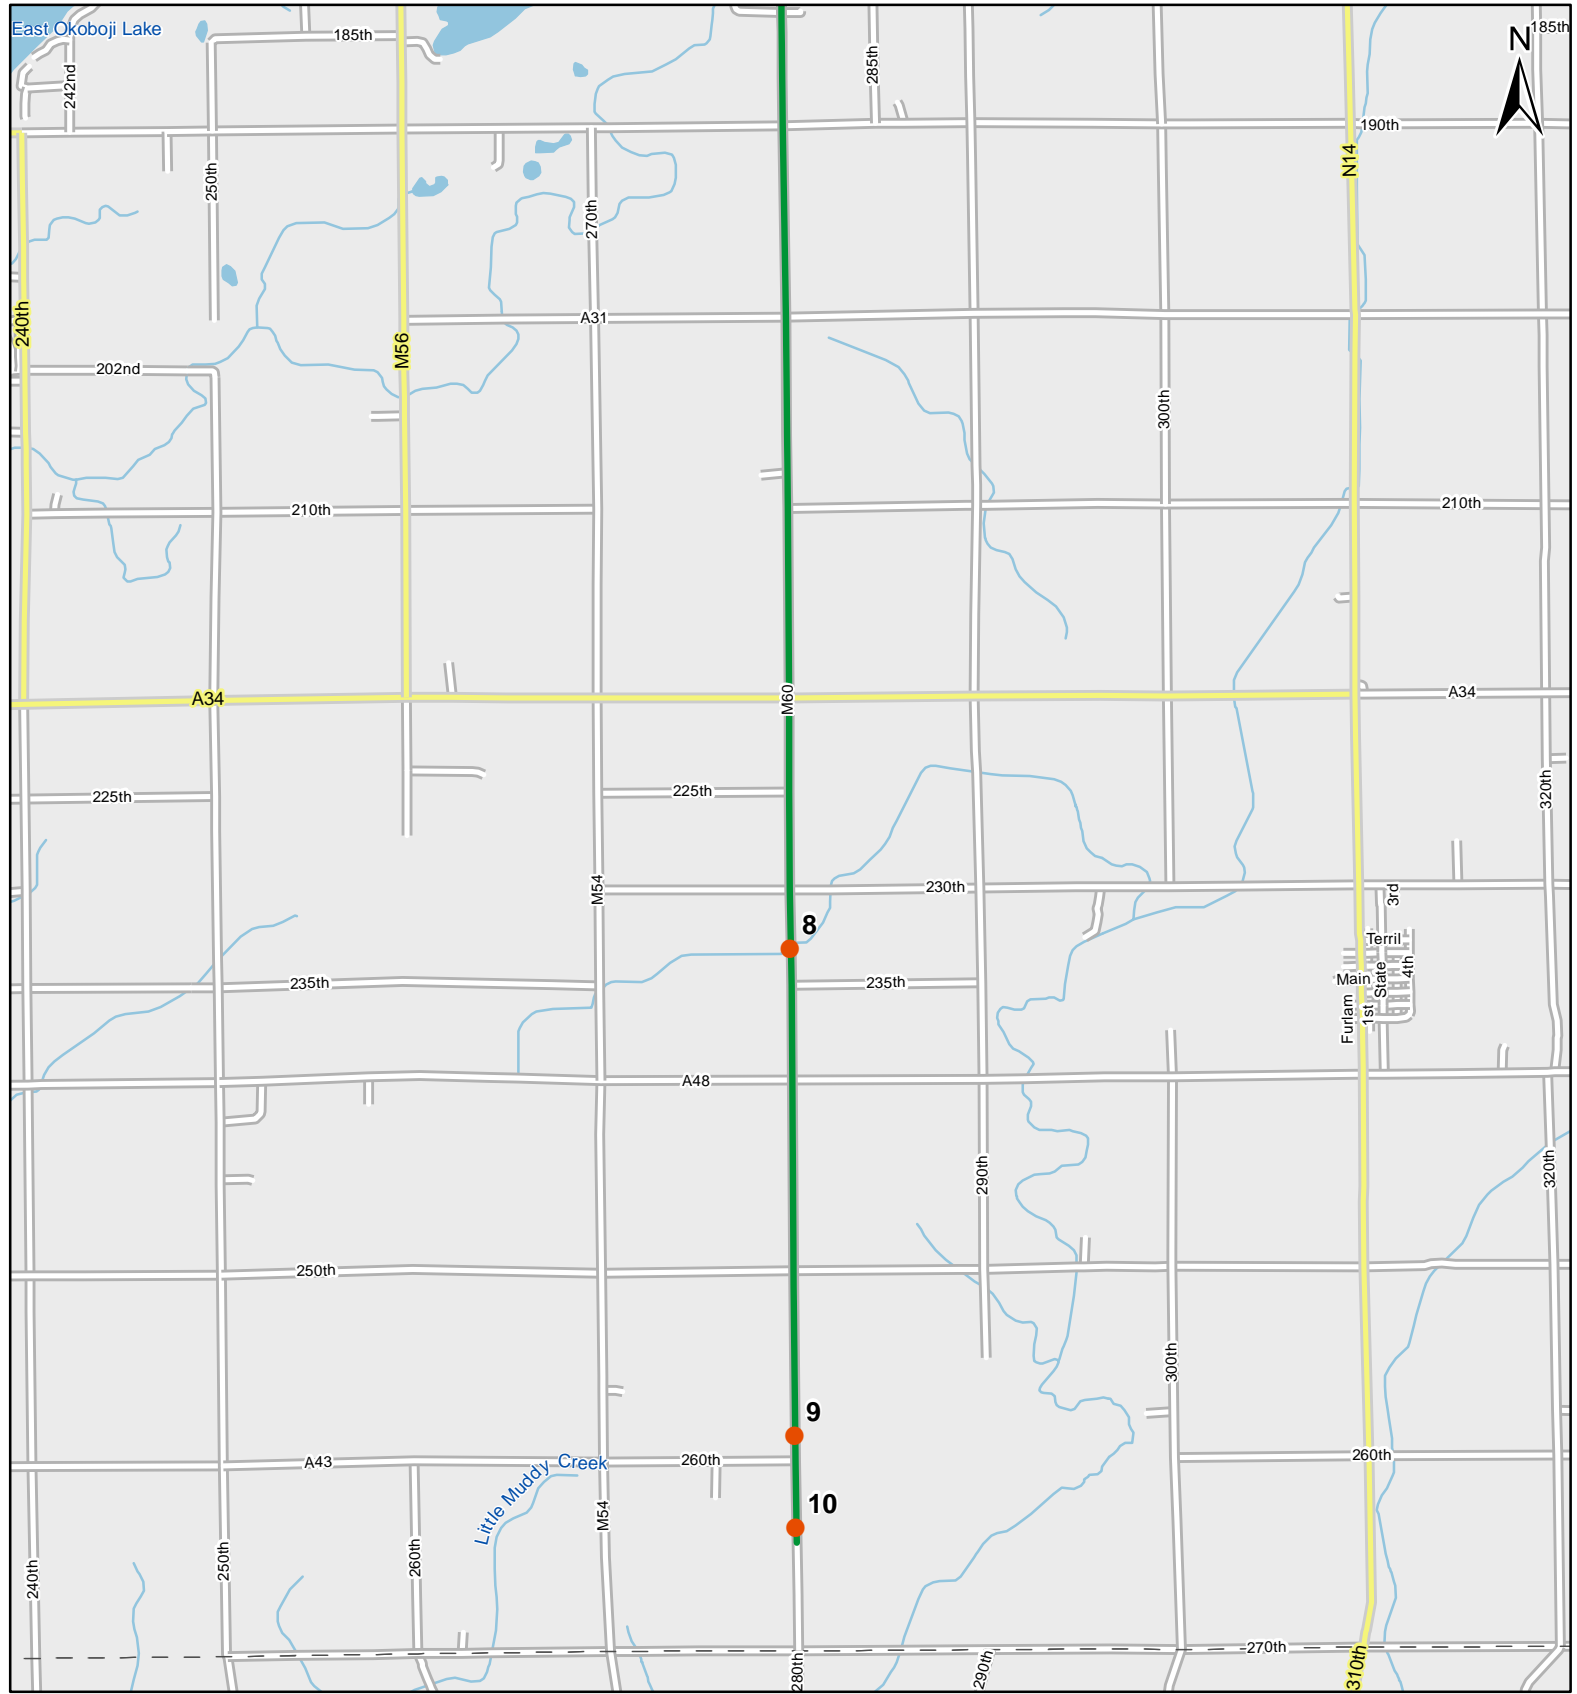 East Okoboji Lake
185th
N
185th
242nd
285th
190th
N14
250th
270th
240th
A31
M56
202nd
300th
210th
210th
A34
M60
A34
225th
225th
320th
M54
230th
3rd
8
Terril
235th
235th
Main
State
4th
Furlam
1st
A48
290th
320th
250th
300th
9
A43
Little Muddy Creek
260th
260th
10
M54
240th
250th
260th
270th
280th
290th
310th